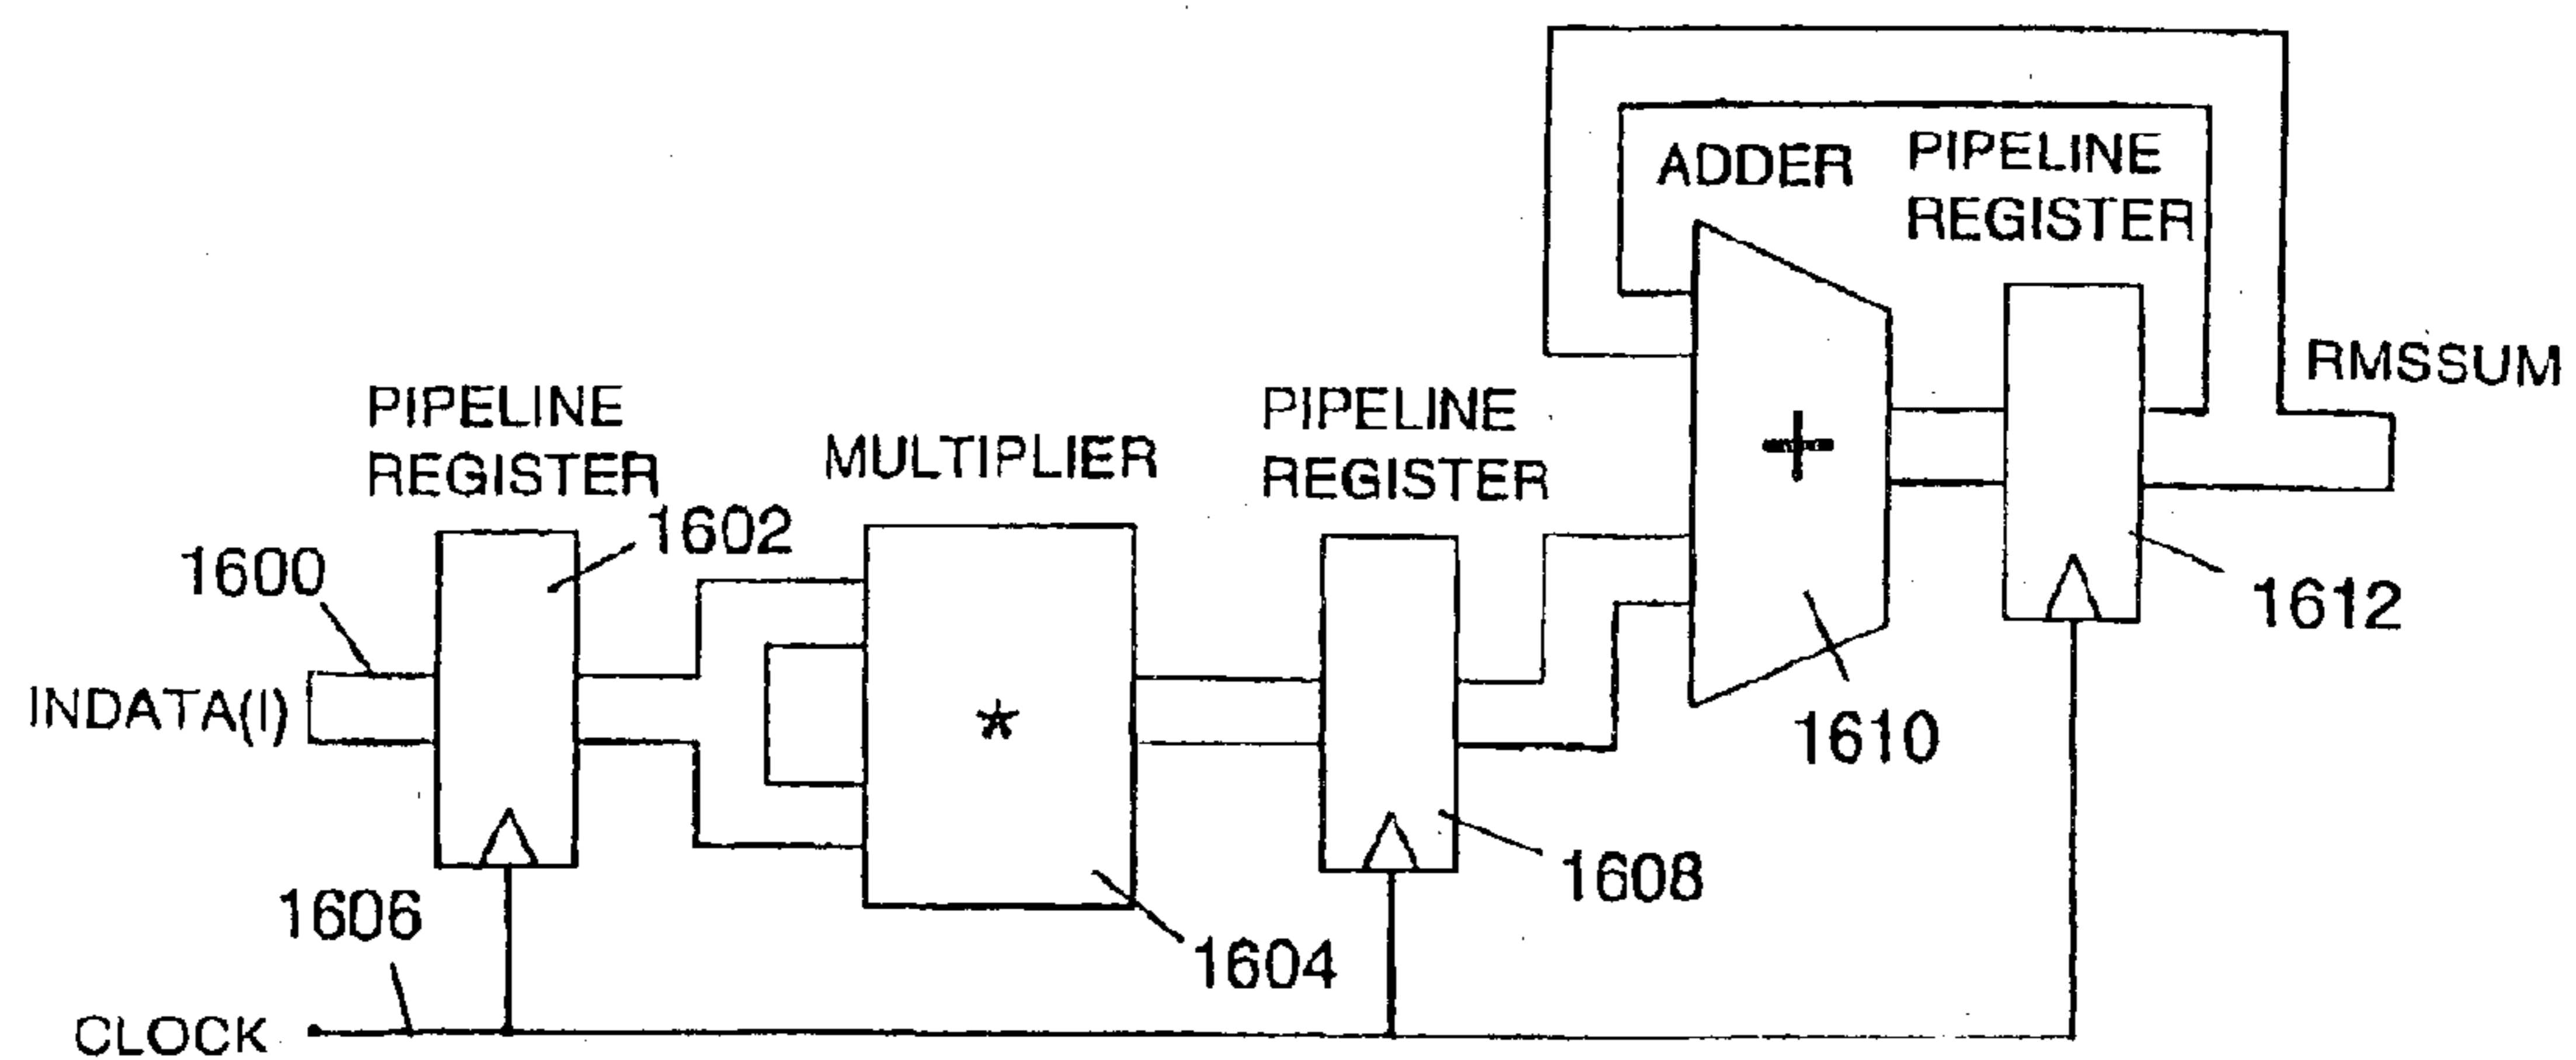 ADDER
PIPELINE
REGISTER
RMSSUM
PIPELINE
REGISTER
MULTIPLIER
PIPELINE
REGISTER
1602
1600
1612
INDATA(I)
*
+
1610
1608
1606
1604
CLOCK